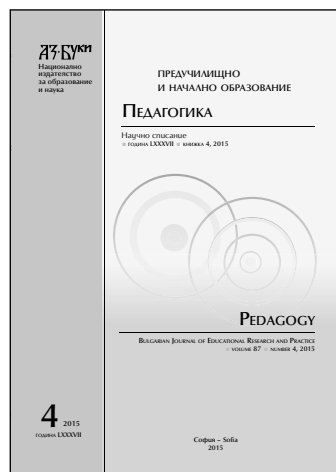 Аз·Буки
Национално
издателство
за образование
и наука
ПРЕДУЧИЛИЩНО
И НАЧАЛНО ОБРАЗОВАНИЕ
ПЕДАГОГИКА
Научно списание
ГОДИНА LXXXVII КНИЖКА 4, 2015
PEDAGOGY
BULGARIAN JOURNAL OF EDUCATIONAL RESEARCH AND PRACTICE
VOLUME 87 NUMBER 4, 2015
4 2015
ГОДИНА LXXXVII
София – Sofia
2015